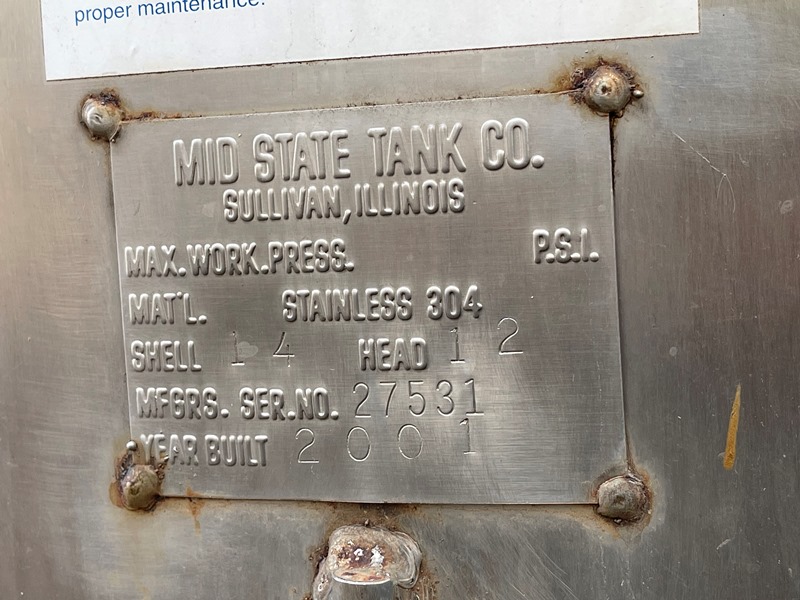 proper maintenance.
MID STATE TANK CO.
SULLIVAN, ILLINOIS
MAX. WORK. PRESS. P.S.I.
MAT'L. STAINLESS 304
SHELL 14 HEAD 12
MFGRS. SER. NO. 27531
YEAR BUILT 2001